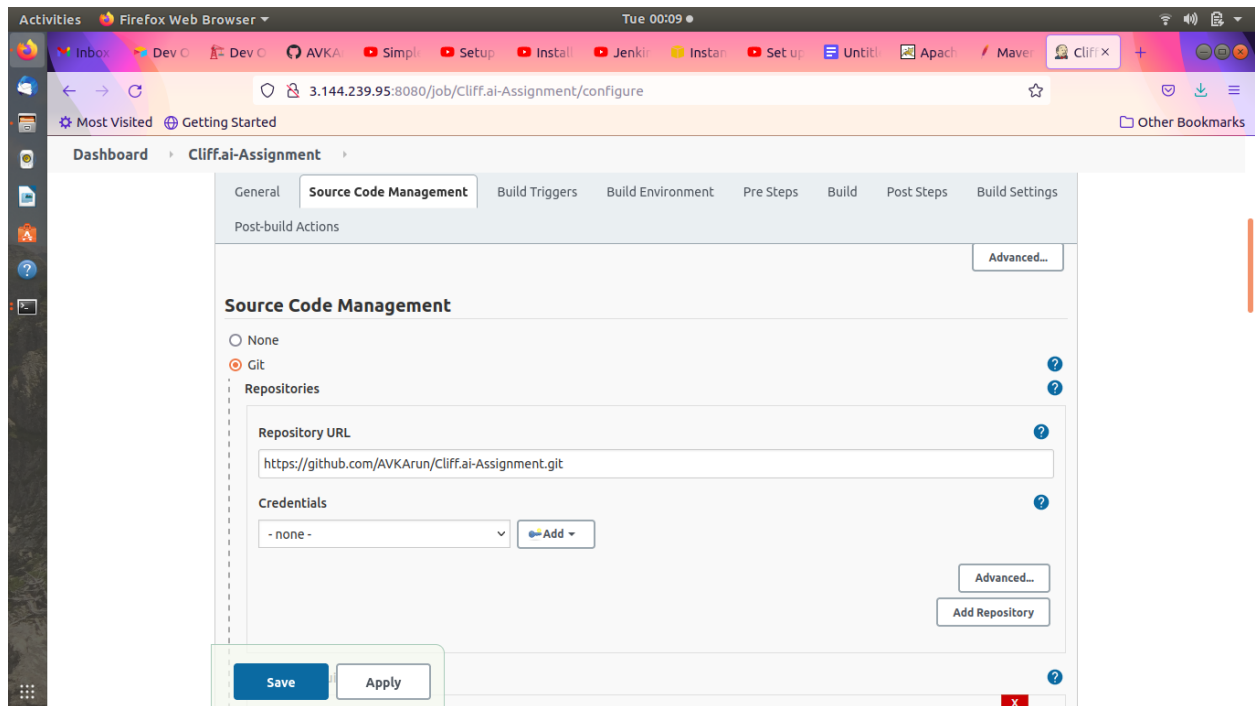 Activities Firefox Web Browser Tue 00:09
Inbox Dev O Dev O AVKA Simple Setup Install Jenkin Instan Set up Untitle Apach Maven Cliff ×
3.144.239.95:8080/job/Cliff.ai-Assignment/configure
Most Visited Getting Started Other Bookmarks
Dashboard Cliff.ai-Assignment
General Source Code Management Build Triggers Build Environment Pre Steps Build Post Steps Build Settings
Post-build Actions
Advanced...
Source Code Management
None
Git
Repositories
Repository URL
https://github.com/AVKArun/Cliff.ai-Assignment.git
Credentials
- none - Add
Advanced...
Add Repository
Save Apply
X